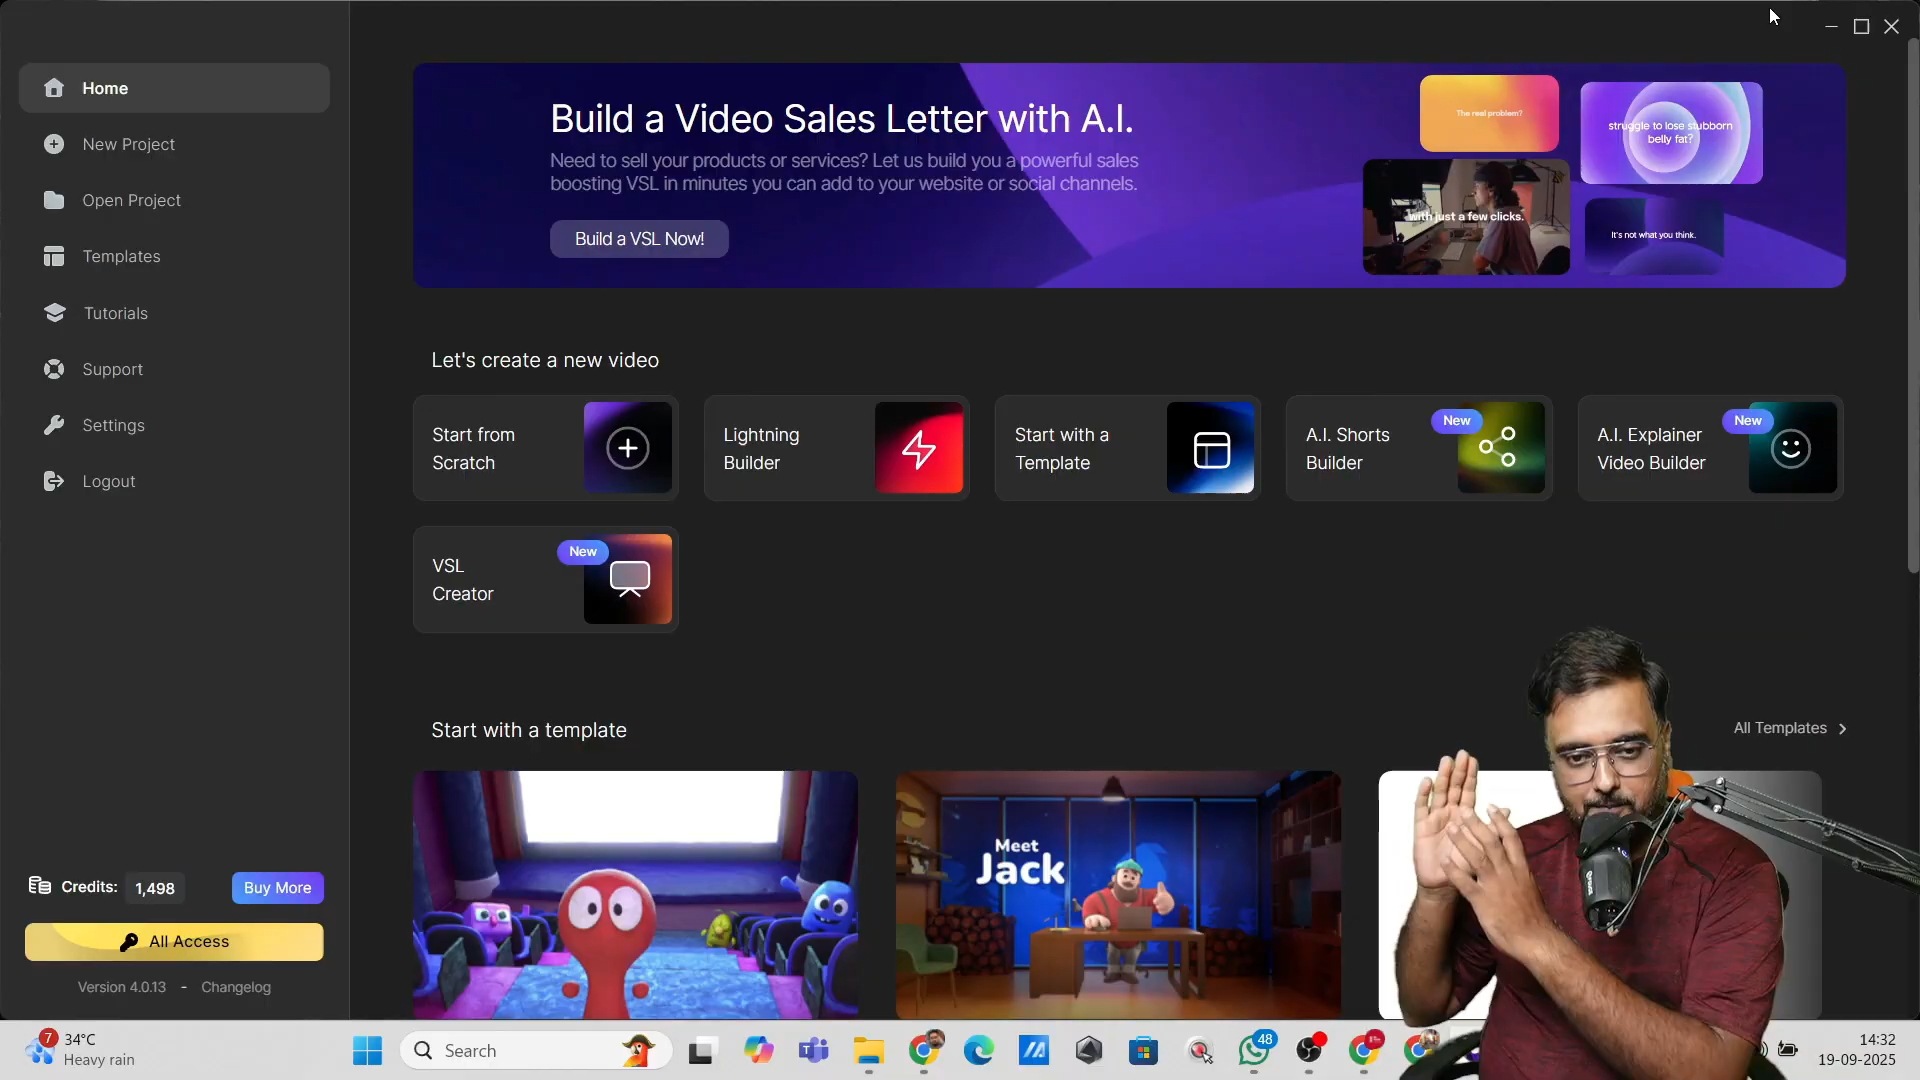 Home
New Project
Open Project
Templates
Tutorials
Support
Settings
Logout
Credits: 1,498
Buy More
All Access
Version 4.0.13 - Changelog
Build a Video Sales Letter with A.I.
Need to sell your products or services? Let us build you a powerful sales
boosting VSL in minutes you can add to your website or social channels.
Build a VSL Now!
The real problem?
struggle to lose stubborn
belly fat?
with just a few clicks.
It's not what you think.
Let's create a new video
Start from
Scratch
Lightning
Builder
Start with a
Template
A.I. Shorts
Builder
New
A.I. Explainer
Video Builder
New
VSL
Creator
New
Start with a template
All Templates
Meet
Jack
7
34°C
Heavy rain
Search
48
14:32
19-09-2025